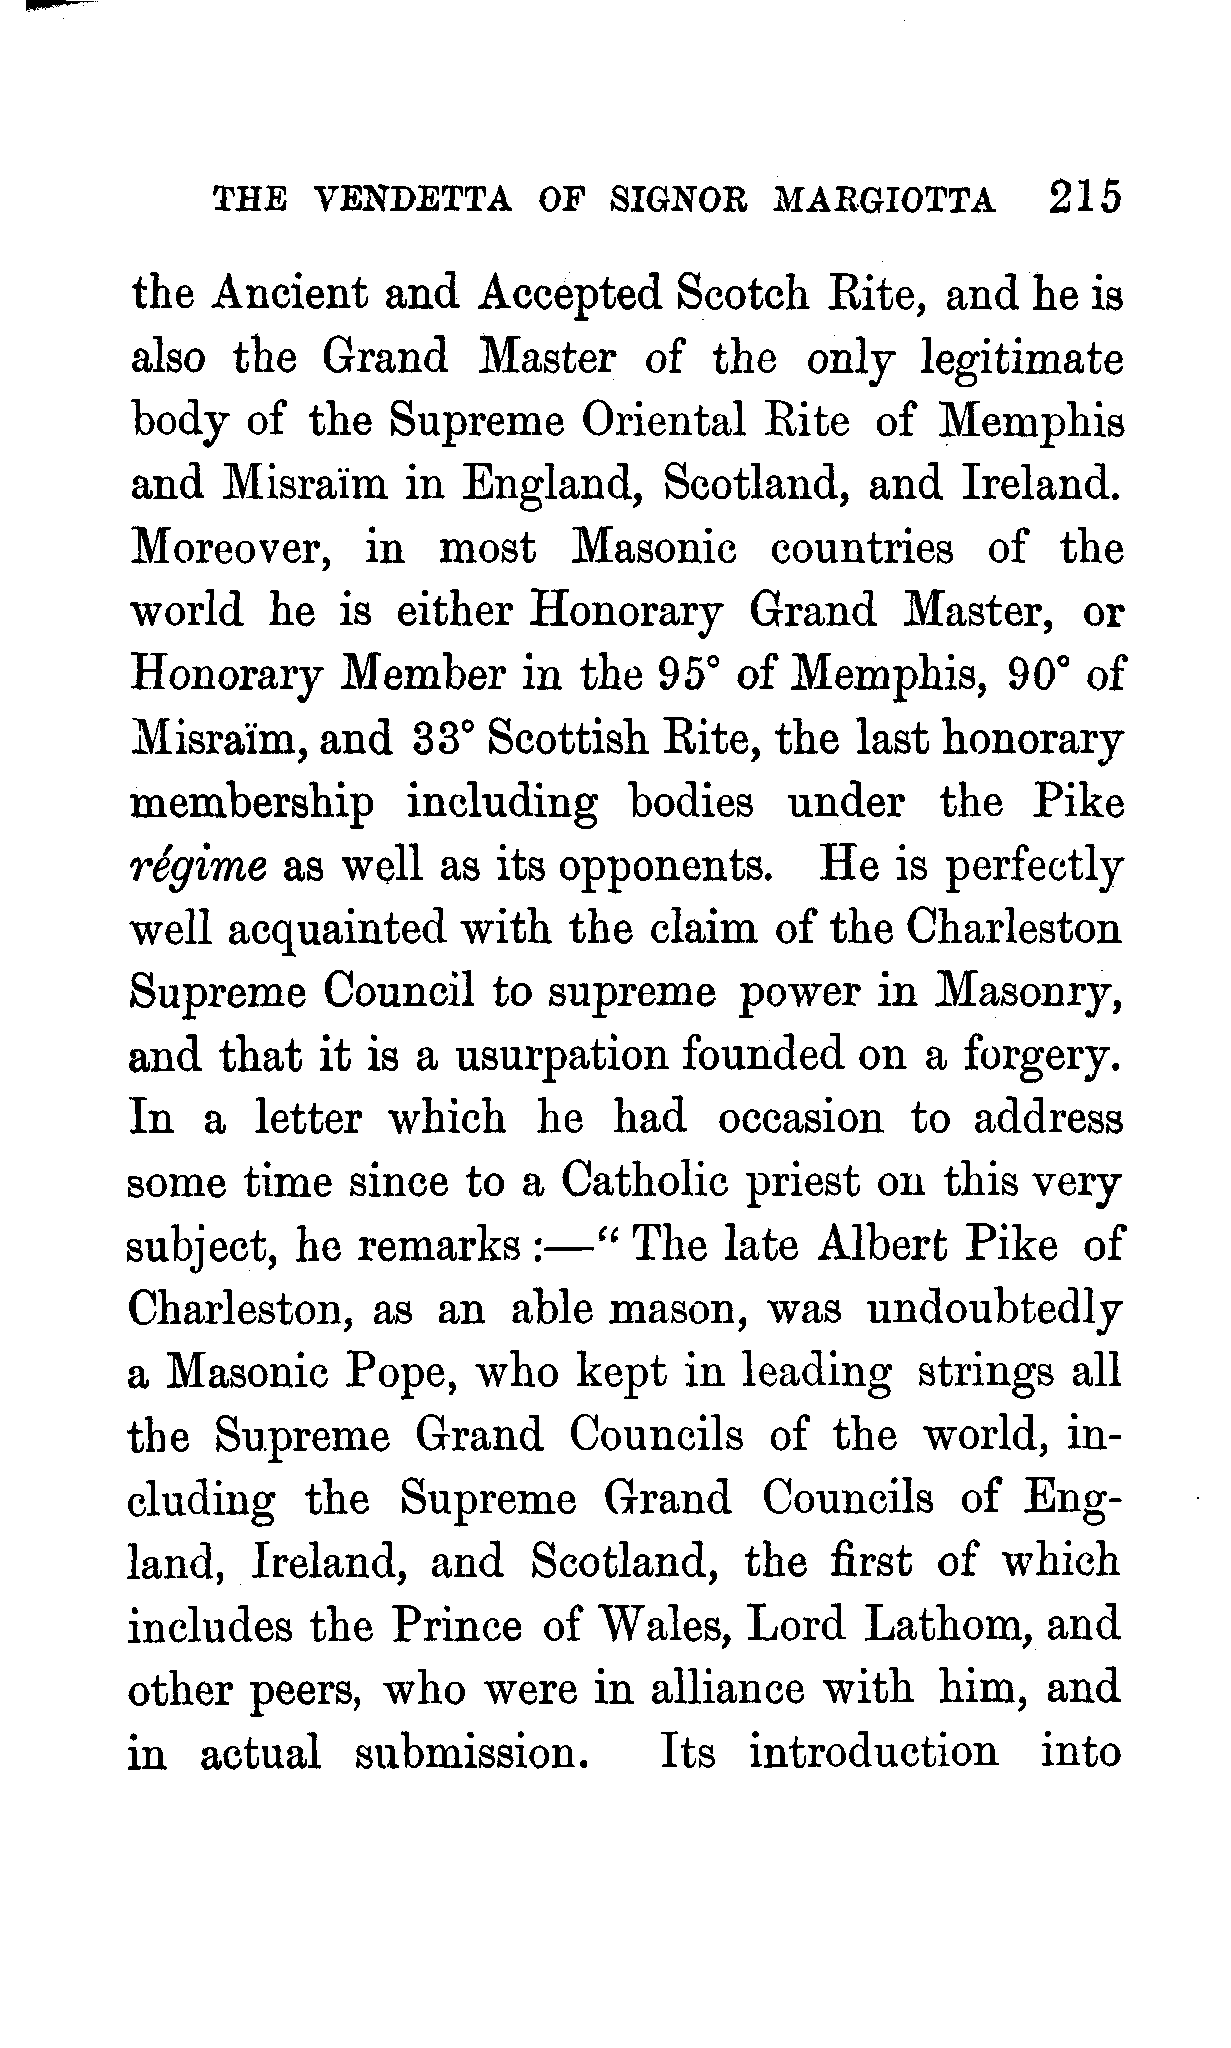 THE VENDETTA OF SIGNOR MARGIOTTA 215
the Ancient and Accepted Scotch Rite, and he is
also the Grand Master of the only legitimate
body of the Supreme Oriental Rite of Memphis
and Misraïm in England, Scotland, and Ireland.
Moreover, in most Masonic countries of the
world he is either Honorary Grand Master, or
Honorary Member in the 95° of Memphis, 90° of
Misraïm, and 33° Scottish Rite, the last honorary
membership including bodies under the Pike
régime as well as its opponents. He is perfectly
well acquainted with the claim of the Charleston
Supreme Council to supreme power in Masonry,
and that it is a usurpation founded on a forgery.
In a letter which he had occasion to address
some time since to a Catholic priest on this very
subject, he remarks :—“ The late Albert Pike of
Charleston, as an able mason, was undoubtedly
a Masonic Pope, who kept in leading strings all
the Supreme Grand Councils of the world, in-
cluding the Supreme Grand Councils of Eng-
land, Ireland, and Scotland, the first of which
includes the Prince of Wales, Lord Lathom, and
other peers, who were in alliance with him, and
in actual submission. Its introduction into